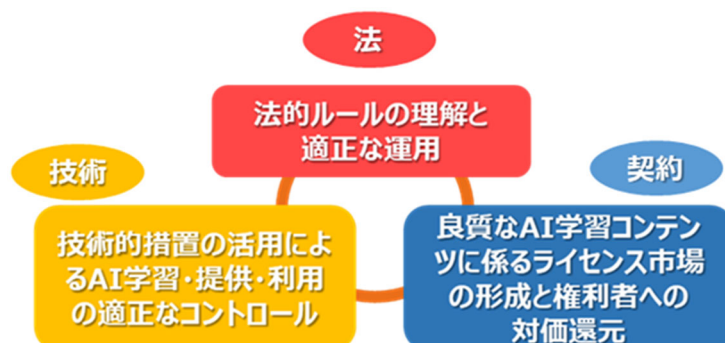 法
法的ルールの理解と
適正な運用
技術
技術的措置の活用によ
るAI学習・提供・利用
の適正なコントロール
契約
良質なAI学習コンテン
ツに係るライセンス市場
の形成と権利者への
対価還元